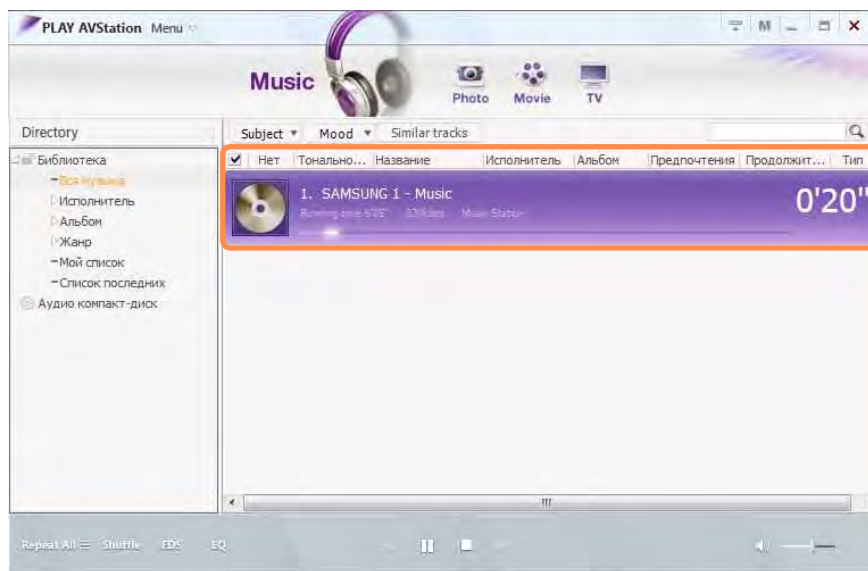 PLAY AVStation Menu
M
Music
Photo Movie TV
Directory
Subject Mood Similar tracks
Библиотека
Вся музыка
Исполнитель
Альбом
Жанр
Мой список
Список последних
Аудио компакт-диск
Нет Тонально... Название Исполнитель Альбом Предпочтения Продолжит... Тип
1. SAMSUNG 1 - Music
0'20"
Music Station
Repeat All Shuffle EDS EQ